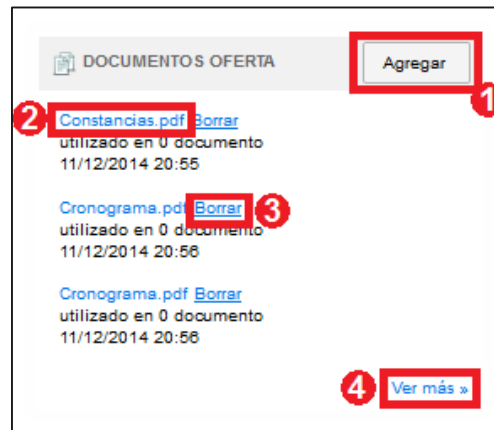 DOCUMENTOS OFERTA
Agregar
1
2
Constancias.pdf Borrar
utilizado en 0 documento
11/12/2014 20:55
Cronograma.pdf Borrar
3
utilizado en 0 documento
11/12/2014 20:56
Cronograma.pdf Borrar
utilizado en 0 documento
11/12/2014 20:56
4
Ver más »